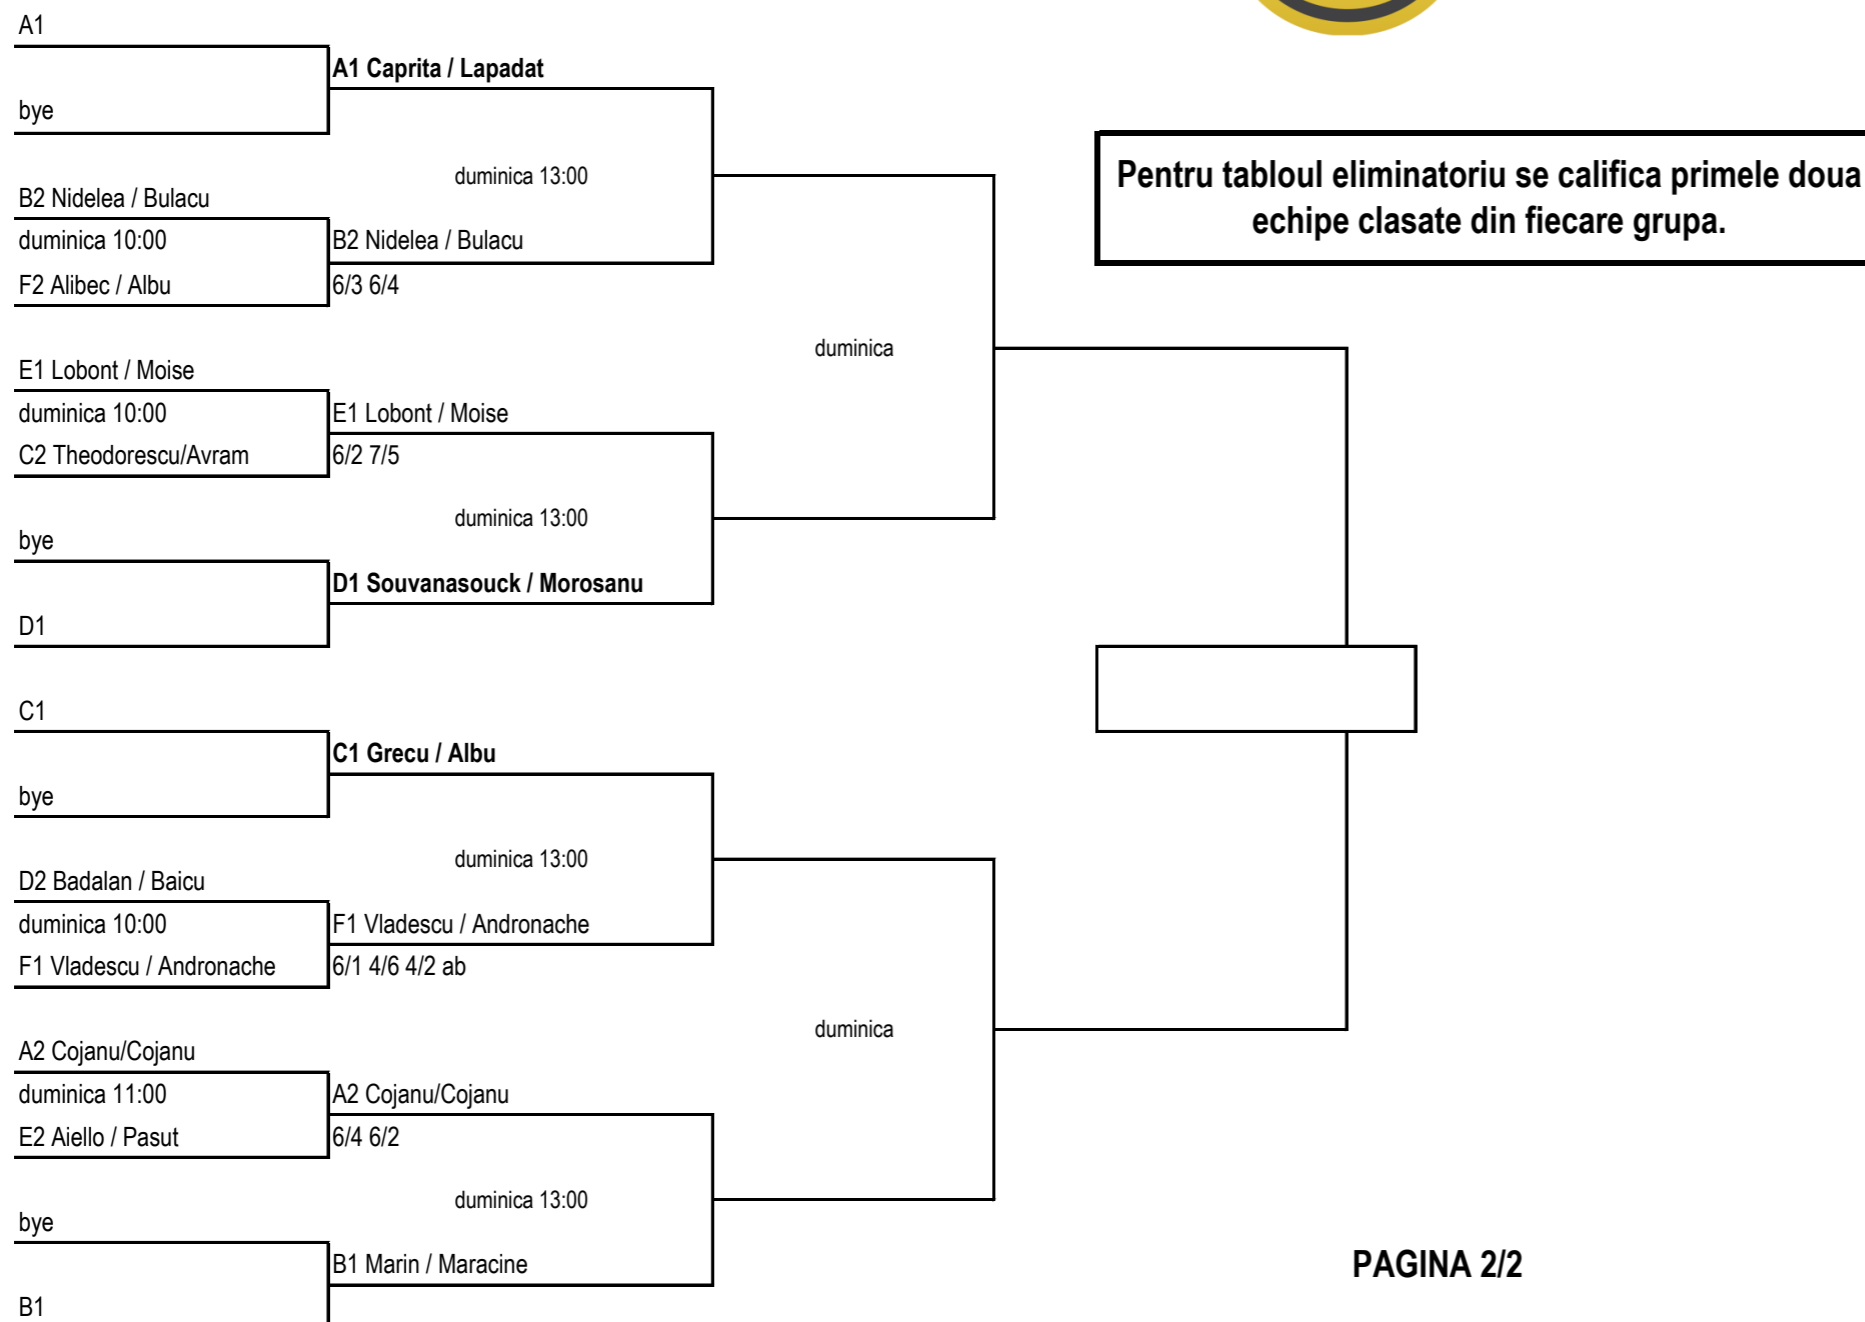 A1
A1 Caprita / Lapadat
bye
duminica 13:00
B2 Nidelea / Bulacu
duminica 10:00
B2 Nidelea / Bulacu
F2 Alibec / Albu
6/3 6/4
Pentru tabloul eliminatoriu se califica primele doua
echipe clasate din fiecare grupa.
duminica
E1 Lobont / Moise
duminica 10:00
E1 Lobont / Moise
C2 Theodorescu/Avram
6/2 7/5
duminica 13:00
bye
D1 Souvanasouck / Morosanu
D1
C1
C1 Grecu / Albu
bye
duminica 13:00
D2 Badalan / Baicu
duminica 10:00
F1 Vladescu / Andronache
F1 Vladescu / Andronache
6/1 4/6 4/2 ab
duminica
A2 Cojanu/Cojanu
duminica 11:00
A2 Cojanu/Cojanu
E2 Aiello / Pasut
6/4 6/2
duminica 13:00
bye
B1 Marin / Maracine
B1
PAGINA 2/2